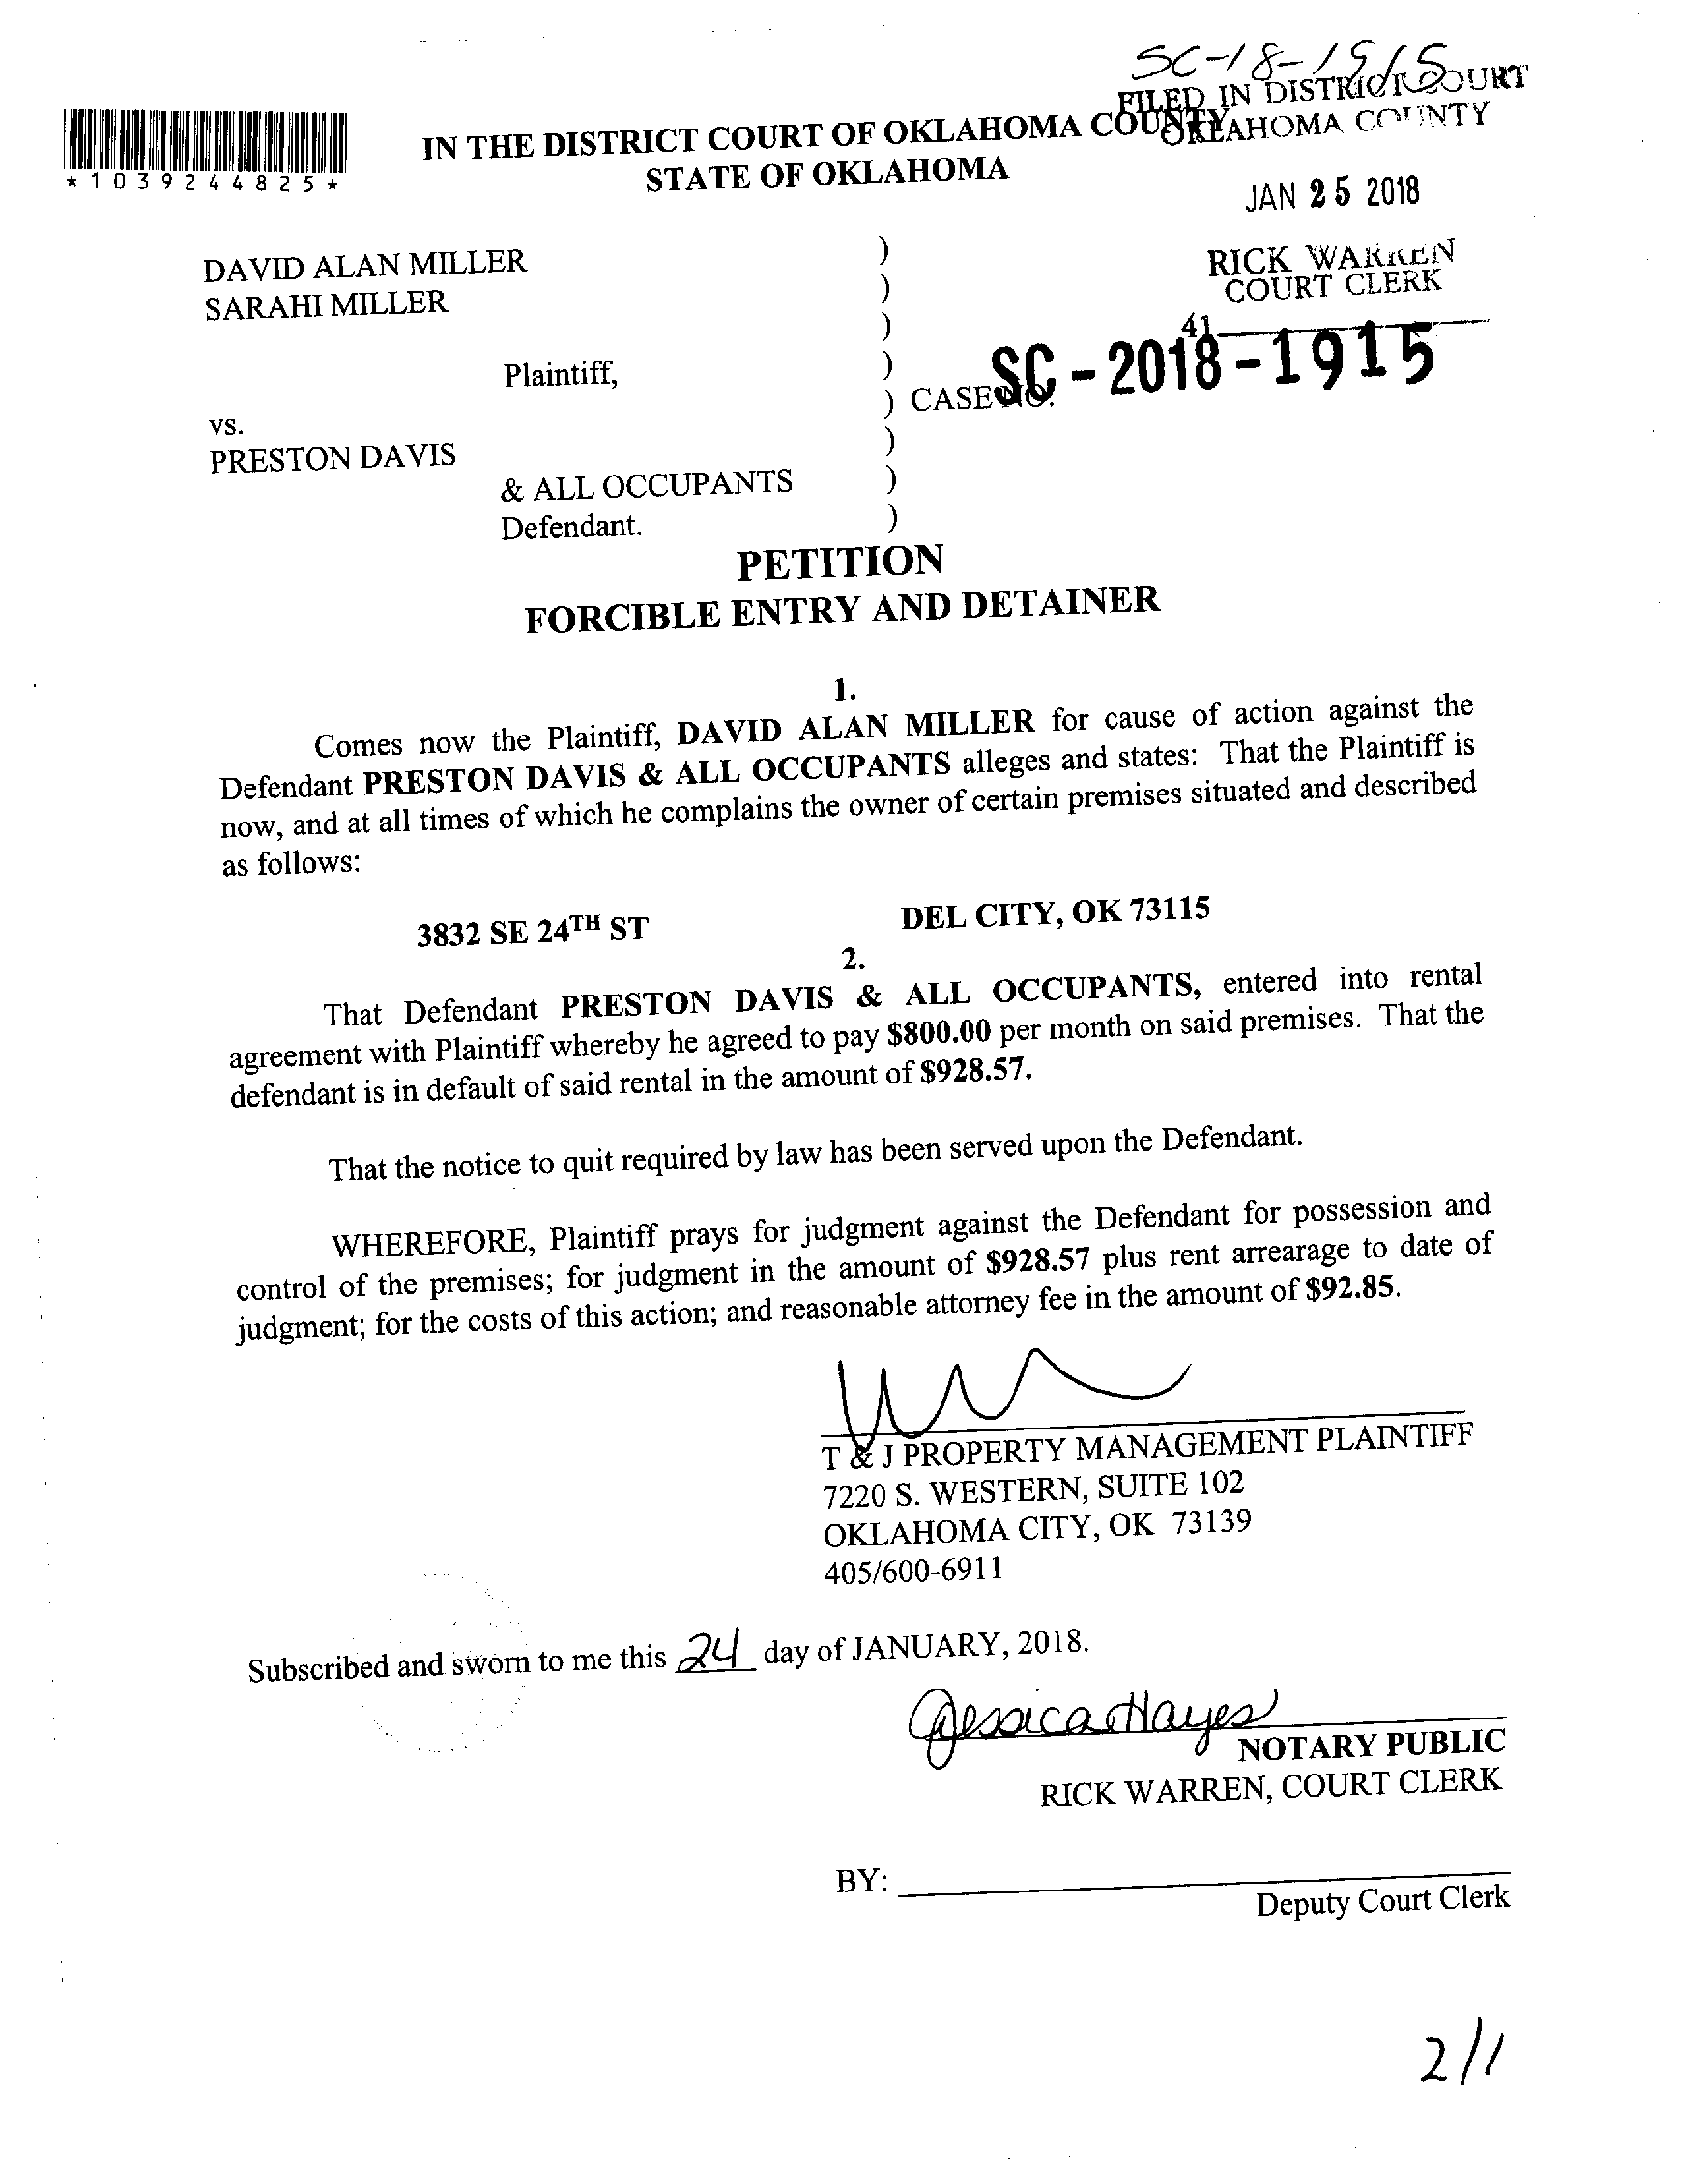 SC-18-1915
FILED IN DISTRICT COURT
OKLAHOMA COUNTY
IN THE DISTRICT COURT OF OKLAHOMA COUNTY
STATE OF OKLAHOMA
*1039244825*
JAN 25 2018
RICK WARREN
COURT CLERK
41
DAVID ALAN MILLER )
SARAHI MILLER )
)
Plaintiff, )
) CASE NO. SC-2018-1915
vs. )
PRESTON DAVIS
& ALL OCCUPANTS )
Defendant. )
PETITION
FORCIBLE ENTRY AND DETAINER
1.
Comes now the Plaintiff, DAVID ALAN MILLER for cause of action against the
Defendant PRESTON DAVIS & ALL OCCUPANTS alleges and states: That the Plaintiff is
now, and at all times of which he complains the owner of certain premises situated and described
as follows:
3832 SE 24TH ST DEL CITY, OK 73115
2.
That Defendant PRESTON DAVIS & ALL OCCUPANTS, entered into rental
agreement with Plaintiff whereby he agreed to pay $800.00 per month on said premises. That the
defendant is in default of said rental in the amount of $928.57.
That the notice to quit required by law has been served upon the Defendant.
WHEREFORE, Plaintiff prays for judgment against the Defendant for possession and
control of the premises; for judgment in the amount of $928.57 plus rent arrearage to date of
judgment; for the costs of this action; and reasonable attorney fee in the amount of $92.85.
T & J PROPERTY MANAGEMENT PLAINTIFF
7220 S. WESTERN, SUITE 102
OKLAHOMA CITY, OK 73139
405/600-6911
Subscribed and sworn to me this 24 day of JANUARY, 2018.
Jessica Hayes
NOTARY PUBLIC
RICK WARREN, COURT CLERK
BY:
Deputy Court Clerk
2/1